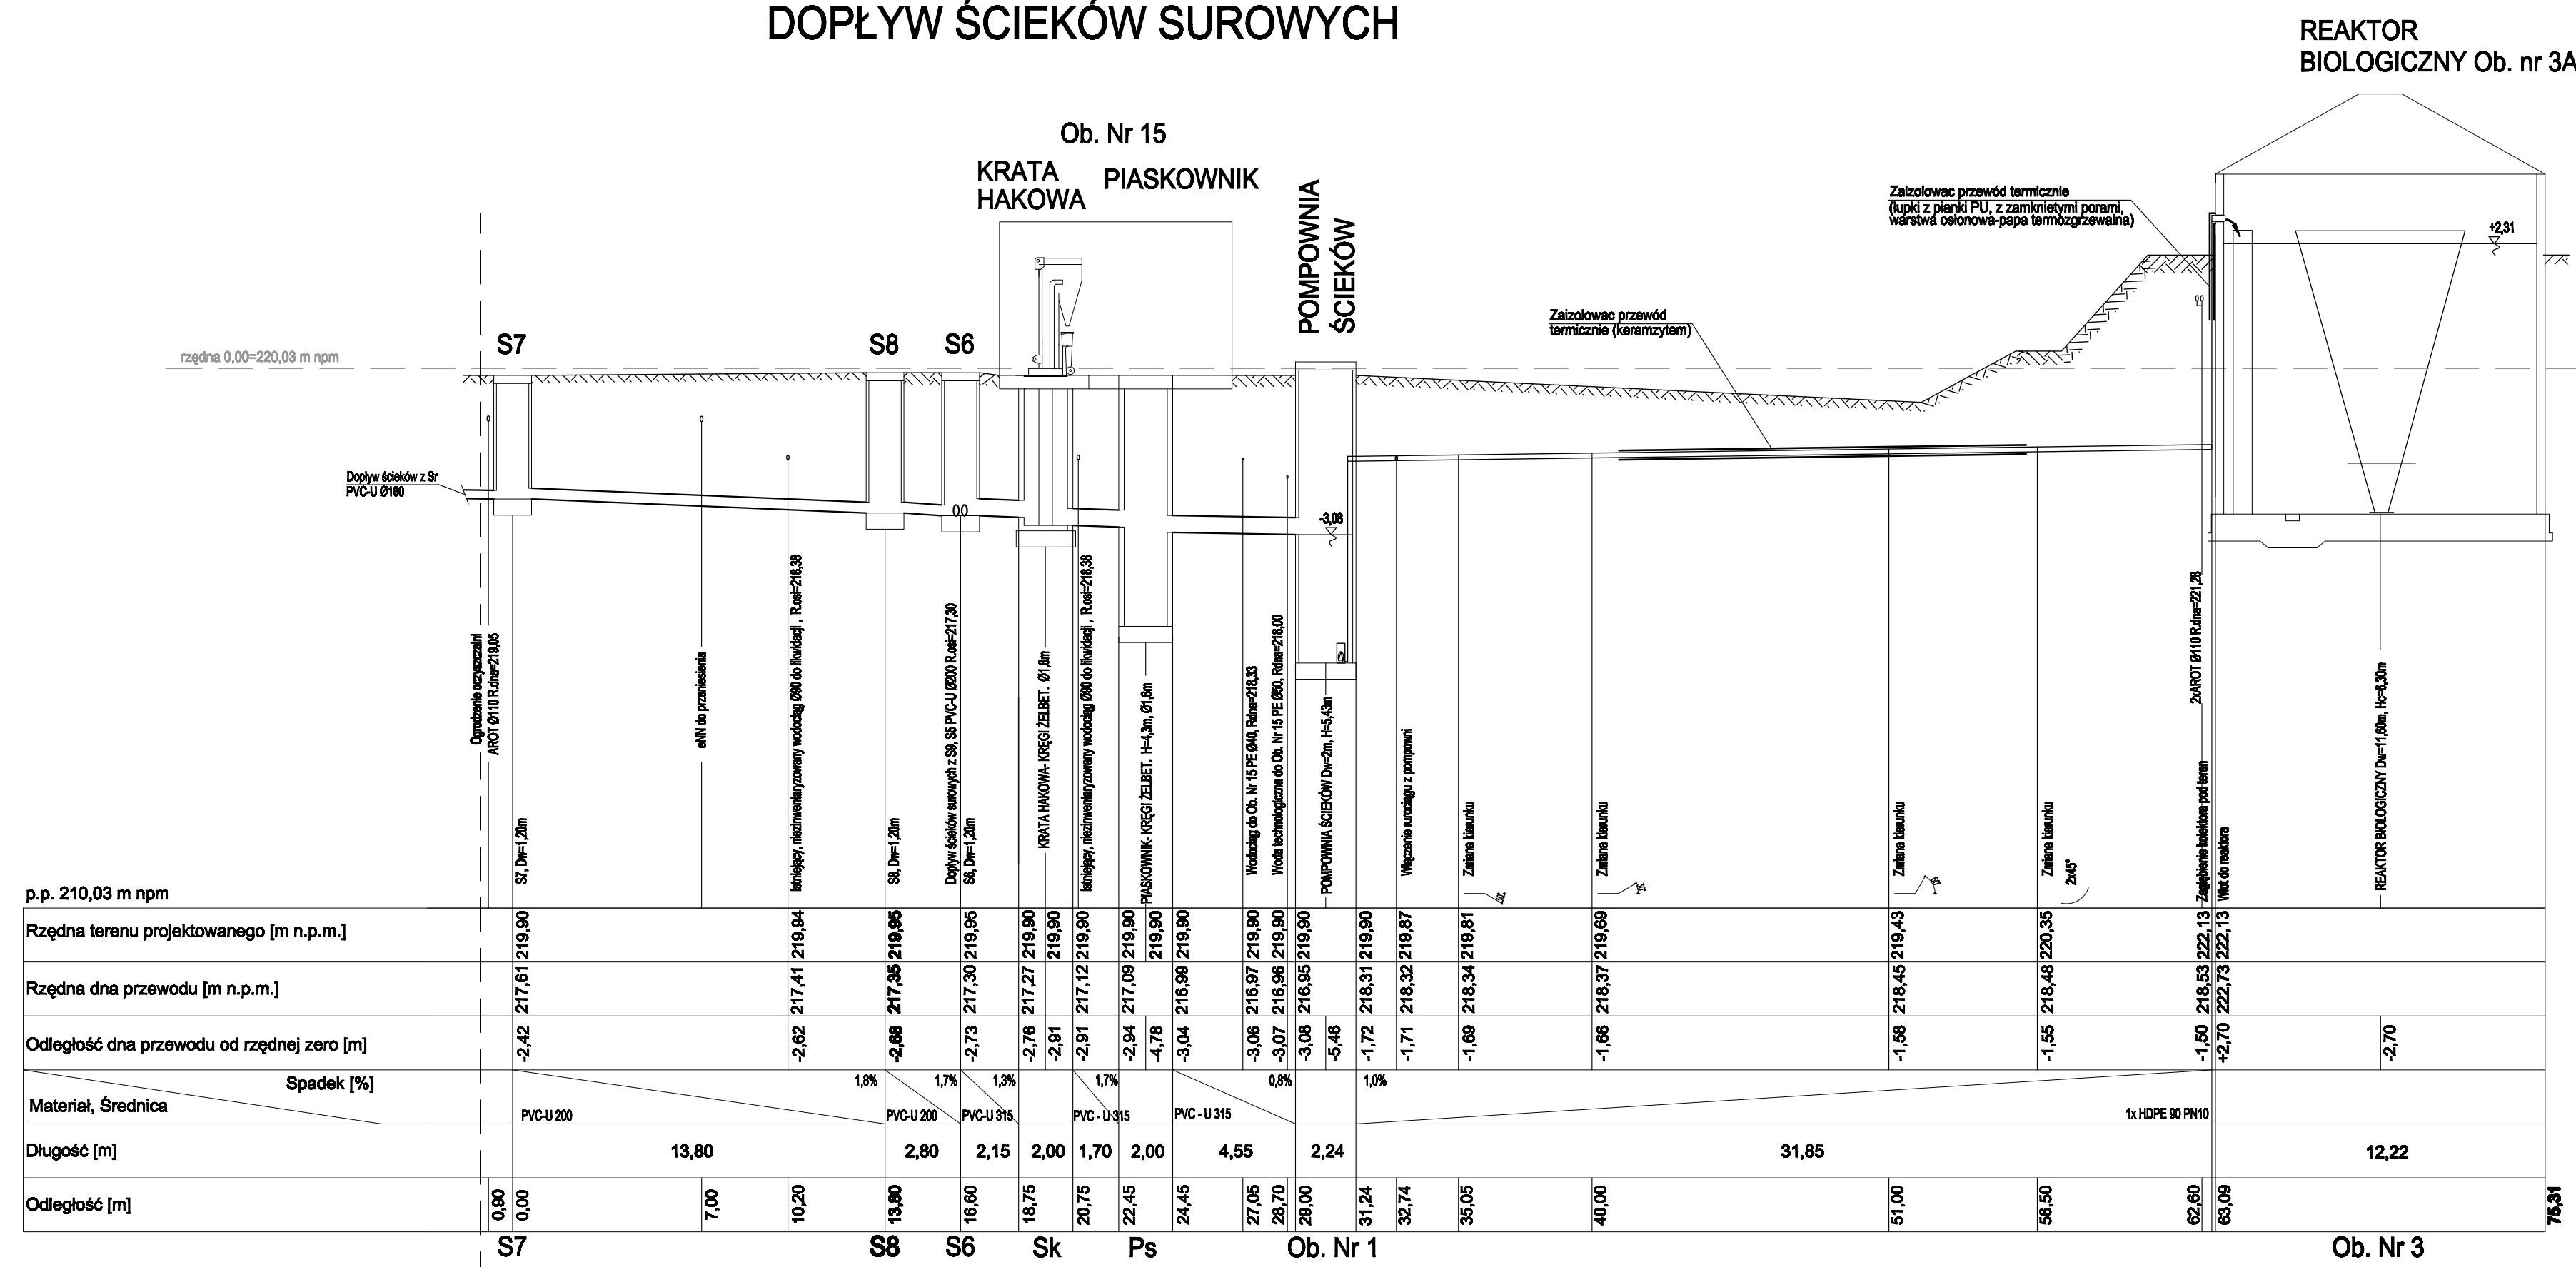 DOPŁYW ŚCIEKÓW SUROWYCH
REAKTOR
BIOLOGICZNY Ob. nr 3A
Ob. Nr 15
KRATA
HAKOWA
PIASKOWNIK
POMPOWNIA
ŚCIEKÓW
Zaizolowac przewód termicznie
(łupki z pianki PU, z zamknietymi porami,
warstwa osłonowa-papa termozgrzewalna)
+2,31
Zaizolowac przewód
termicznie (keramzytem)
rzędna 0,00=220,03 m npm
S7
S8
S6
Dopływ ścieków z Sr
PVC-U Ø160
-3,08
Ogrodzenie oczyszczalni
AROT Ø110 R.dna=219,05
S7, Dw=1,20m
eNN do przeniesienia
Istniejący, niezinwentaryzowany wodociąg Ø90 do likwidacji , R.osi=218,38
S8, Dw=1,20m
Dopływ ścieków surowych z S9, S5 PVC-U Ø200 R.osi=217,30
S6, Dw=1,20m
KRATA HAKOWA- KRĘGI ŻELBET. Ø1,6m
Istniejący, niezinwentaryzowany wodociąg Ø90 do likwidacji , R.osi=218,38
PIASKOWNIK- KRĘGI ŻELBET. H=4,3m, Ø1,6m
Wodociąg do Ob. Nr 15 PE Ø40, Rdna=218,33
Woda technologiczna do Ob. Nr 15 PE Ø50, Rdna=218,00
POMPOWNIA ŚCIEKÓW Dw=2m, H=5,43m
Włączenie rurociągu z pompowni
Zmiana kierunku
Zmiana kierunku
Zmiana kierunku
Zmiana kierunku
2x45°
2xAROT Ø110 R.dna=221,28
Zagłębienie kolektora pod teren
Wlot do reaktora
REAKTOR BIOLOGICZNY Dw=11,60m, Hc=6,30m
p.p. 210,03 m npm
Rzędna terenu projektowanego [m n.p.m.]
219,90 219,94 219,95 219,95 219,90 219,90 219,90 219,90 219,90 219,90 219,90 219,90 219,90 219,90 219,87 219,81 219,69 219,43 220,35 222,13 222,13
Rzędna dna przewodu [m n.p.m.]
217,61 217,41 217,35 217,30 217,27 217,12 217,09 216,99 216,97 216,96 216,95 218,31 218,32 218,34 218,37 218,45 218,48 218,53 222,73
Odległość dna przewodu od rzędnej zero [m]
-2,42 -2,62 -2,68 -2,73 -2,76 -2,91 -2,91 -2,94 -4,78 -3,04 -3,06 -3,07 -3,08 -5,46 -1,72 -1,71 -1,69 -1,66 -1,58 -1,55 -1,50 +2,70 -2,70
Spadek [%]
1,8% 1,7% 1,3% 1,7% 0,8% 1,0%
Materiał, Średnica
PVC-U 200 PVC-U 200 PVC-U 315 PVC - U 315 PVC - U 315 1x HDPE 90 PN10
Długość [m]
13,80 2,80 2,15 2,00 1,70 2,00 4,55 2,24 31,85 12,22
Odległość [m]
0,90 0,00 7,00 10,20 13,80 16,60 18,75 20,75 22,45 24,45 27,05 28,70 29,00 31,24 32,74 35,05 40,00 51,00 56,50 62,60 63,09 75,31
S7 S8 S6 Sk Ps Ob. Nr 1 Ob. Nr 3